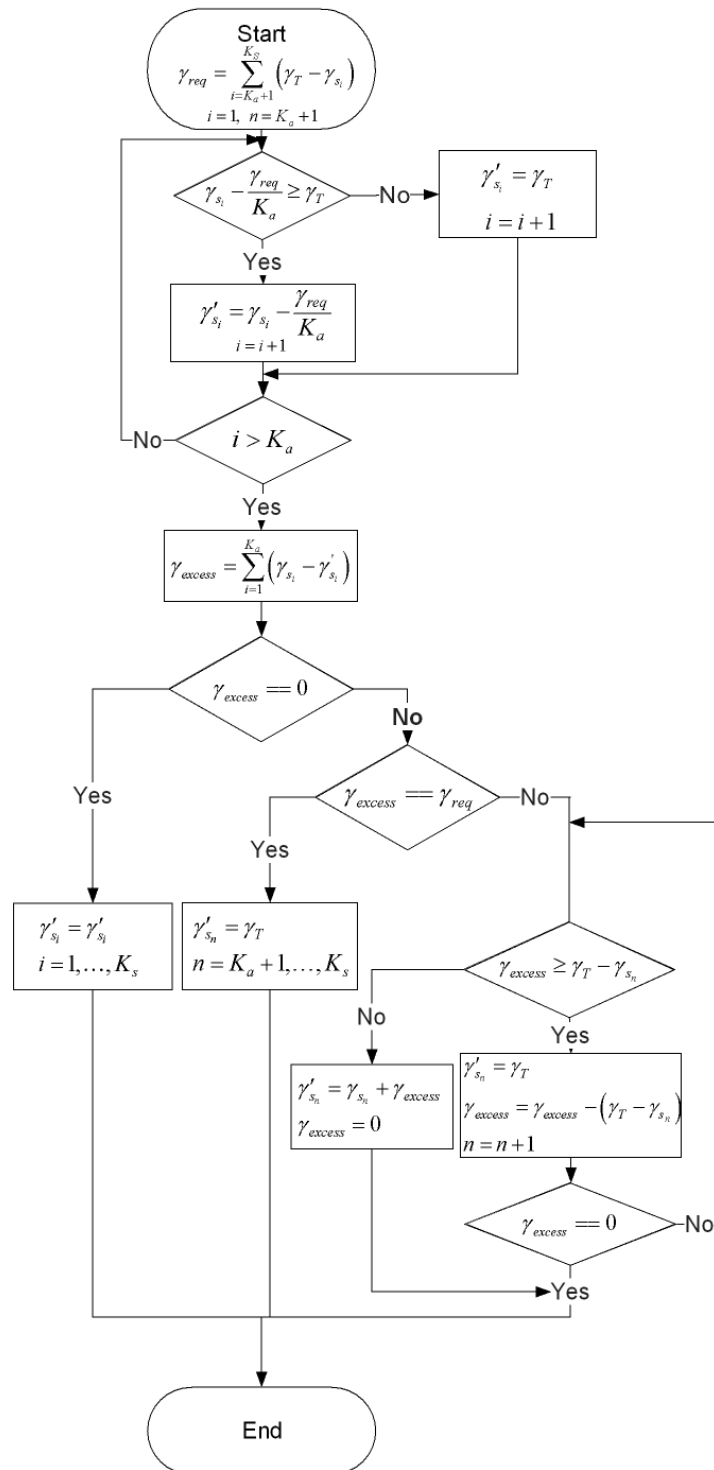 Start
γ_req = ∑_{i=K_a+1}^{K_S} (γ_T − γ_{s_i})
i = 1, n = K_a + 1
γ_{s_i} − γ_req / K_a ≥ γ_T
No
γ′_{s_i} = γ_T
i = i + 1
Yes
γ′_{s_i} = γ_{s_i} − γ_req / K_a
i = i + 1
No
i > K_a
Yes
γ_excess = ∑_{i=1}^{K_a} (γ_{s_i} − γ′_{s_i})
γ_excess == 0
No
Yes
γ_excess == γ_req
No
Yes
γ′_{s_i} = γ′_{s_i}
i = 1, …, K_s
γ′_{s_n} = γ_T
n = K_a + 1, …, K_s
γ_excess ≥ γ_T − γ_{s_n}
No
Yes
γ′_{s_n} = γ_{s_n} + γ_excess
γ_excess = 0
γ′_{s_n} = γ_T
γ_excess = γ_excess − (γ_T − γ_{s_n})
n = n + 1
γ_excess == 0
No
Yes
End